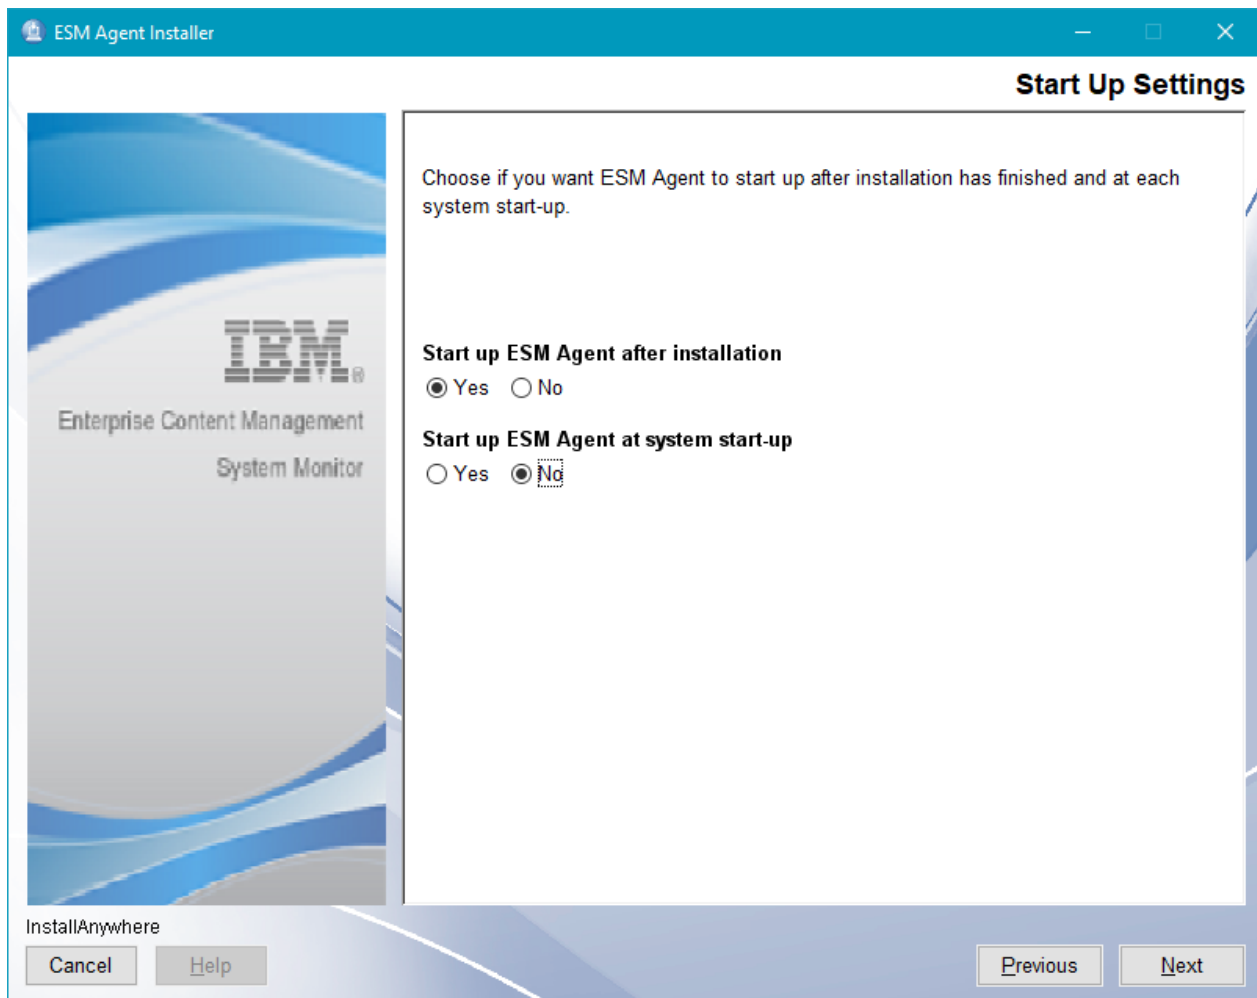 ESM Agent Installer
Start Up Settings
IBM®
Enterprise Content Management
System Monitor
Choose if you want ESM Agent to start up after installation has finished and at each
system start-up.
Start up ESM Agent after installation
Yes No
Start up ESM Agent at system start-up
Yes No
InstallAnywhere
Cancel Help Previous Next